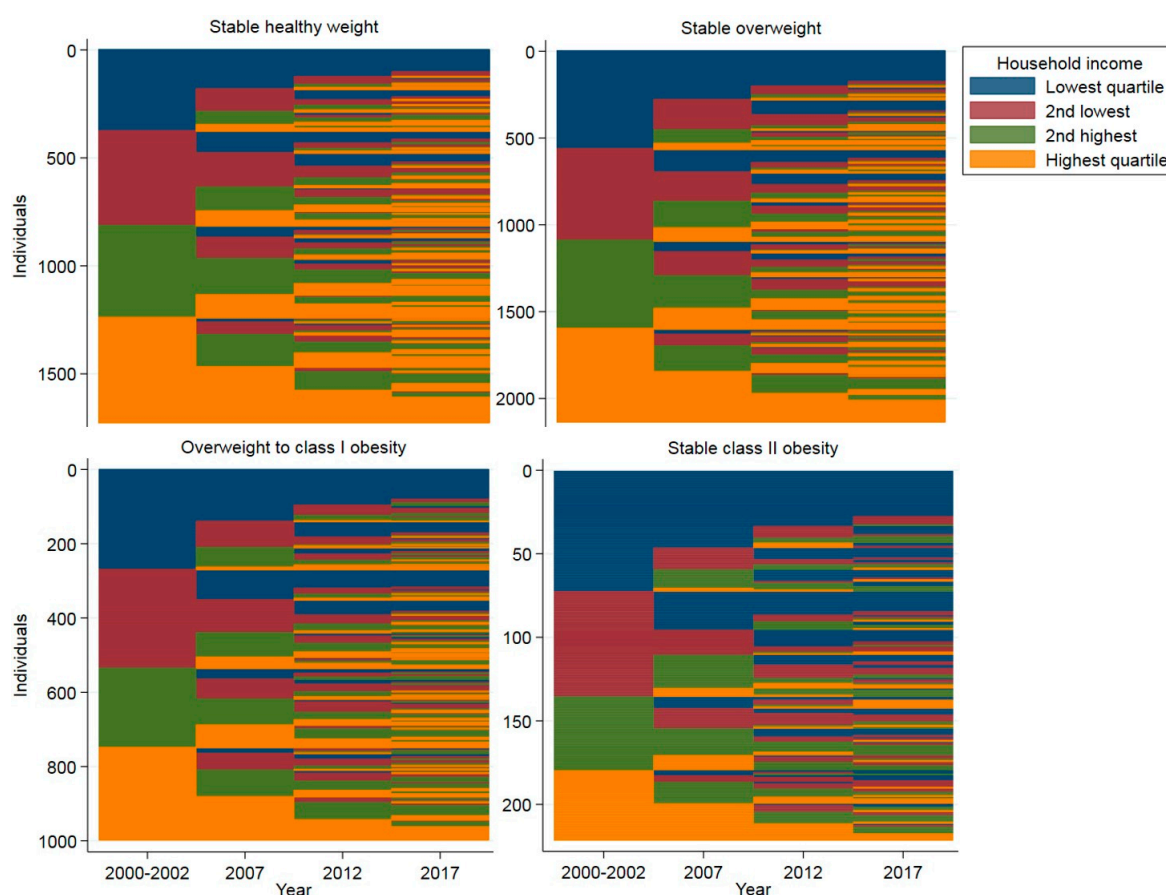 Stable healthy weight
0
500
1000
1500
Individuals
Stable overweight
0
500
1000
1500
2000
Household income
Lowest quartile
2nd lowest
2nd highest
Highest quartile
Overweight to class I obesity
0
200
400
600
800
1000
Individuals
2000-2002 2007 2012 2017
Year
Stable class II obesity
0
50
100
150
200
2000-2002 2007 2012 2017
Year